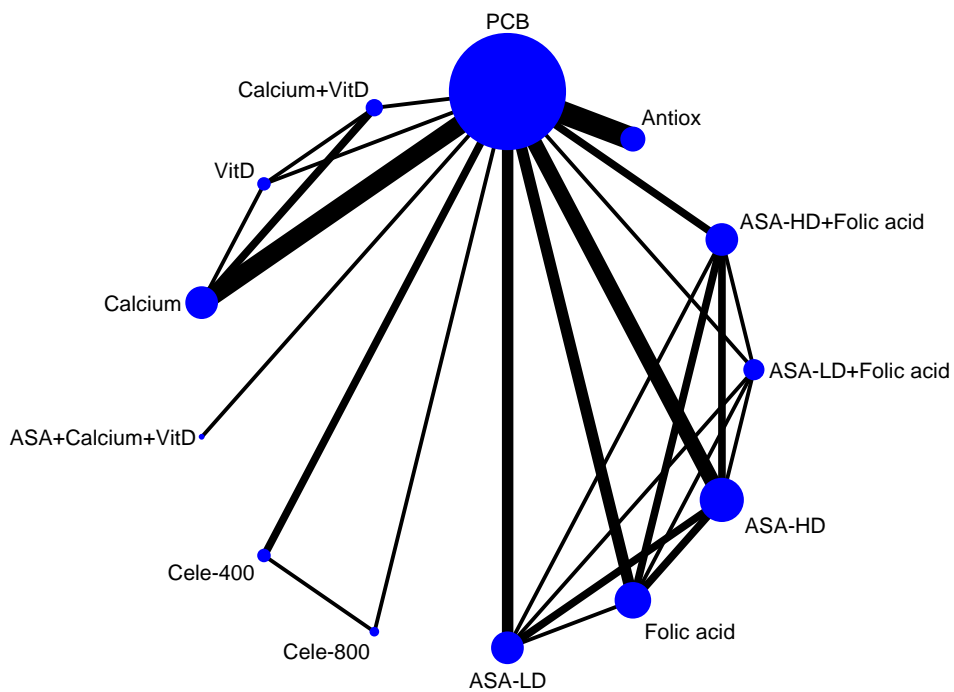 PCB
Calcium+VitD
Antiox
VitD
ASA-HD+Folic acid
Calcium
ASA-LD+Folic acid
ASA+Calcium+VitD
ASA-HD
Cele-400
Folic acid
Cele-800
ASA-LD